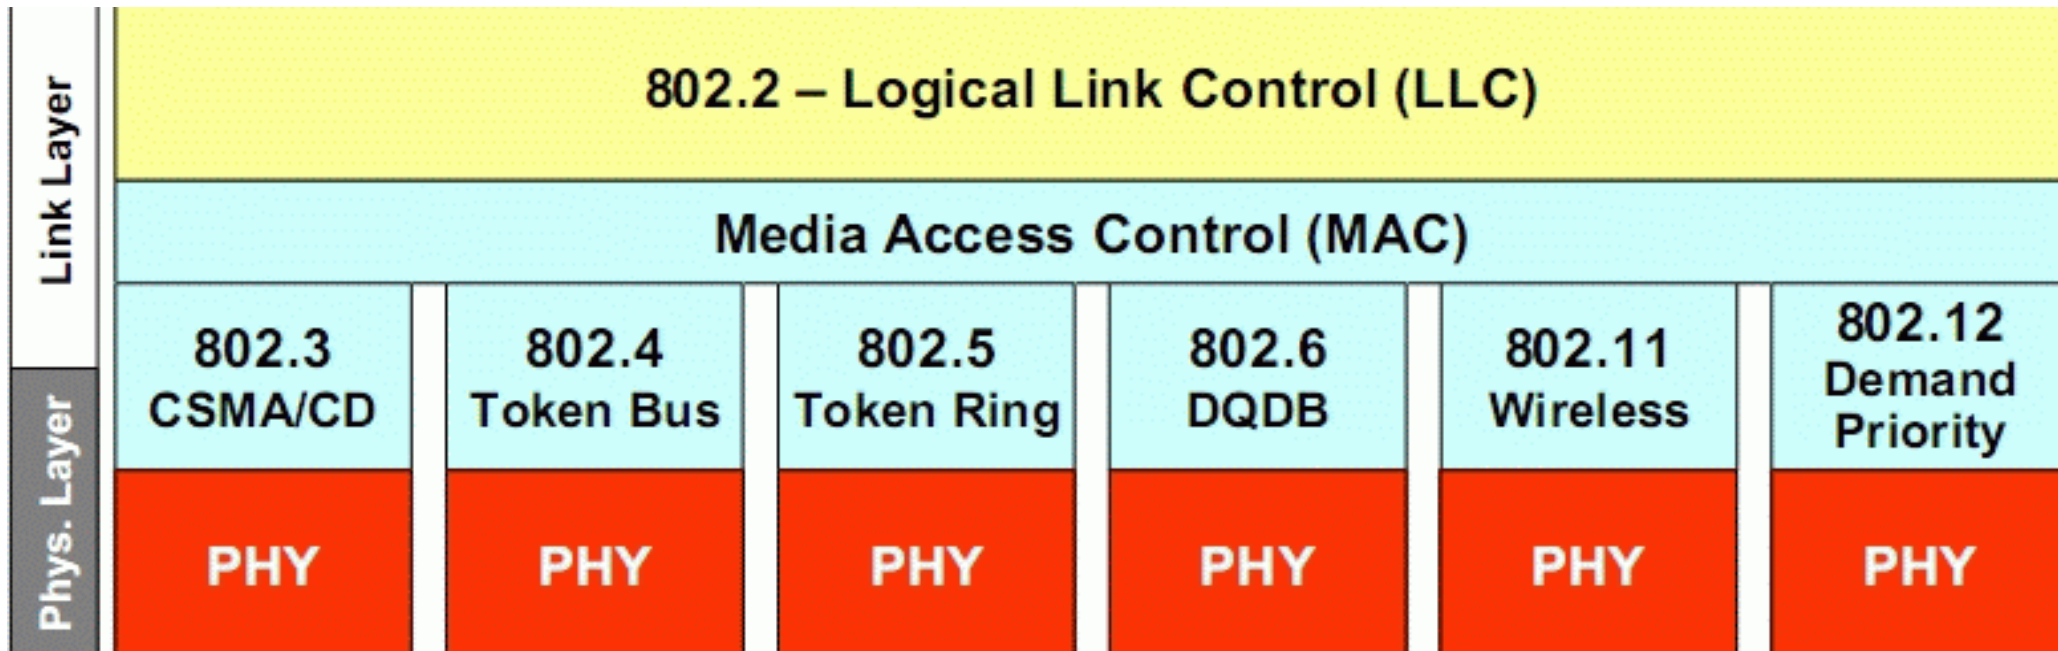 Link Layer
Phys. Layer
802.2 – Logical Link Control (LLC)
Media Access Control (MAC)
802.3
CSMA/CD
802.4
Token Bus
802.5
Token Ring
802.6
DQDB
802.11
Wireless
802.12
Demand
Priority
PHY
PHY
PHY
PHY
PHY
PHY